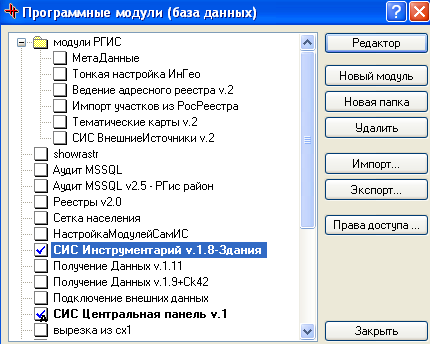 Программные модули (база данных)
модули РГИС
МетаДанные
Тонкая настройка ИнГео
Ведение адресного реестра v.2
Импорт участков из РосРеестра
Тематические карты v.2
СИС ВнешниеИсточники v.2
showrastr
Аудит MSSQL
Аудит MSSQL v2.5 - РГис район
Реестры v2.0
Сетка населения
НастройкаМодулейСамИС
СИС Инструментарий v.1.8-Здания
Получение Данных v.1.11
Получение Данных v.1.9+Ck42
Подключение внешних данных
СИС Центральная панель v.1
вырезка из сх1
Редактор
Новый модуль
Новая папка
Удалить
Импорт...
Экспорт...
Права доступа ...
Закрыть